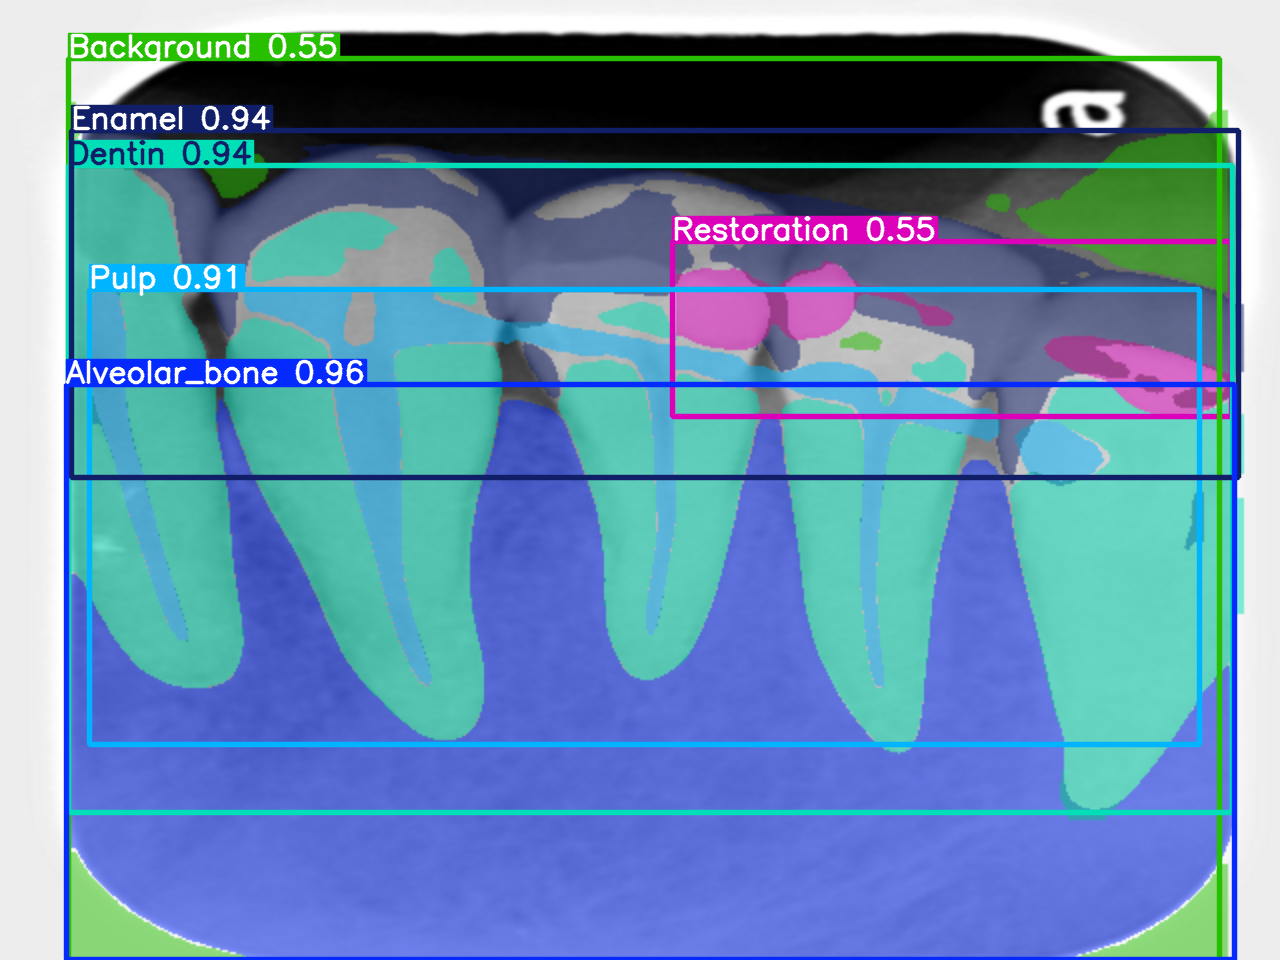 Background 0.55
Enamel 0.94
Dentin 0.94
Restoration 0.55
Pulp 0.91
Alveolar_bone 0.96